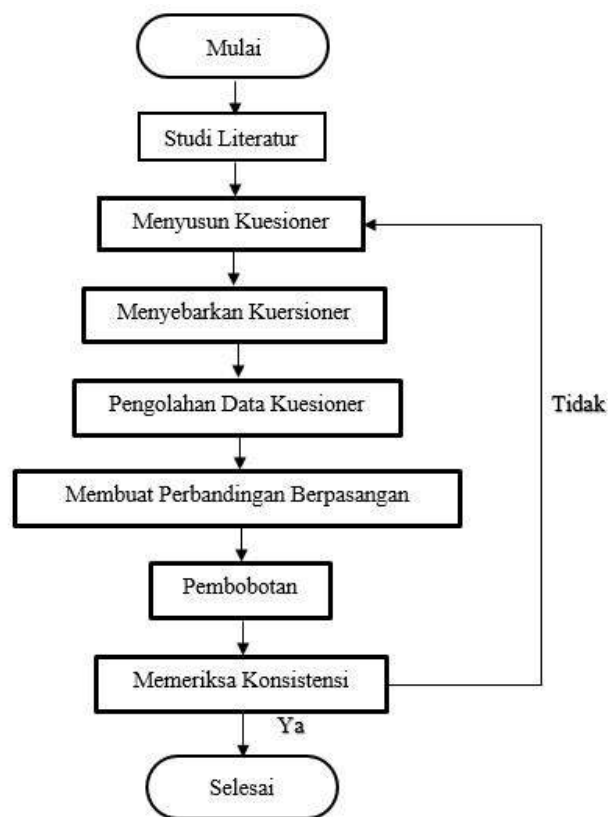 Mulai
Studi Literatur
Menyusun Kuesioner
Menyebarkan Kuersioner
Pengolahan Data Kuesioner
Tidak
Membuat Perbandingan Berpasangan
Pembobotan
Memeriksa Konsistensi
Ya
Selesai